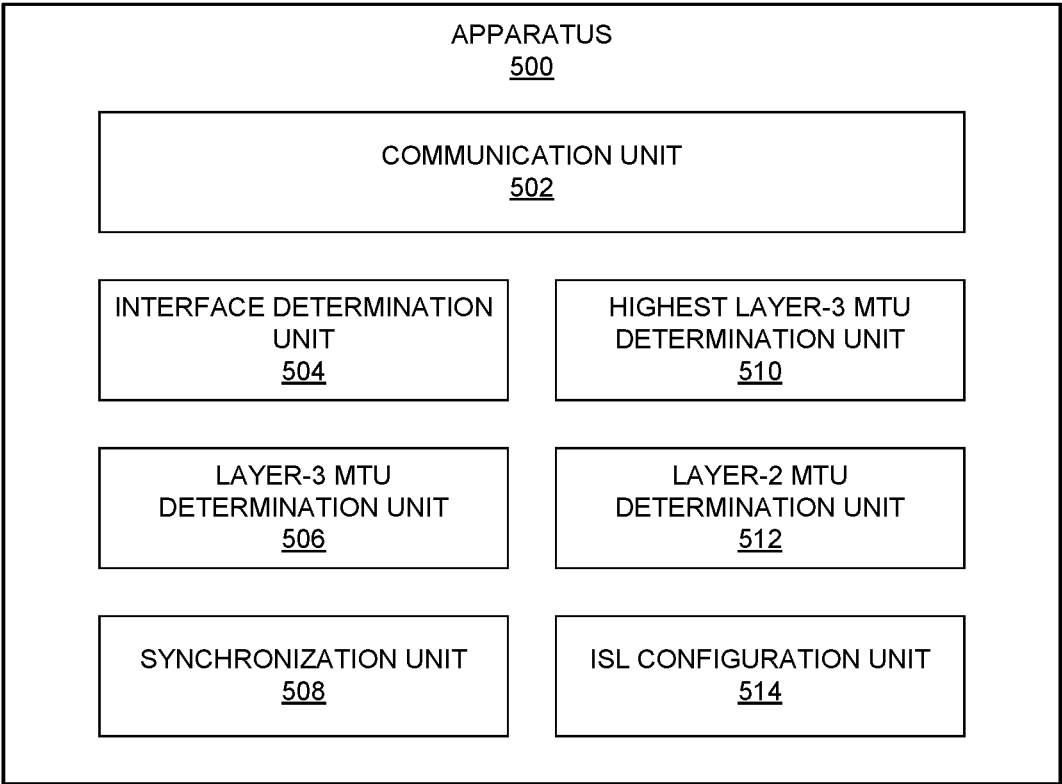 APPARATUS
500
COMMUNICATION UNIT
502
INTERFACE DETERMINATION
UNIT
504
HIGHEST LAYER-3 MTU
DETERMINATION UNIT
510
LAYER-3 MTU
DETERMINATION UNIT
506
LAYER-2 MTU
DETERMINATION UNIT
512
SYNCHRONIZATION UNIT
508
ISL CONFIGURATION UNIT
514